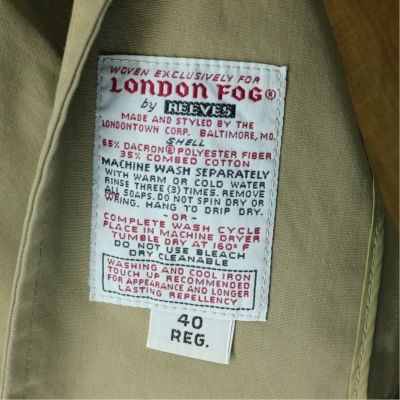 WOVEN EXCLUSIVELY FOR
LONDON FOG®
by REEVES
MADE AND STYLED BY THE
LONDONTOWN CORP. BALTIMORE, MD.
SHELL
65% DACRON® POLYESTER FIBER
35% COMBED COTTON
MACHINE WASH SEPARATELY
WITH WARM OR COLD WATER
RINSE THREE (3) TIMES. REMOVE
ALL SOAPS. DO NOT SPIN DRY OR
WRING. HANG TO DRIP DRY.
-OR-
COMPLETE WASH CYCLE
PLACE IN MACHINE DRYER
TUMBLE DRY AT 160°F
DO NOT USE BLEACH
DRY CLEANABLE
WASHING AND COOL IRON
TOUCH UP RECOMMENDED
FOR APPEARANCE AND LONGER
LASTING REPELLENCY
40
REG.